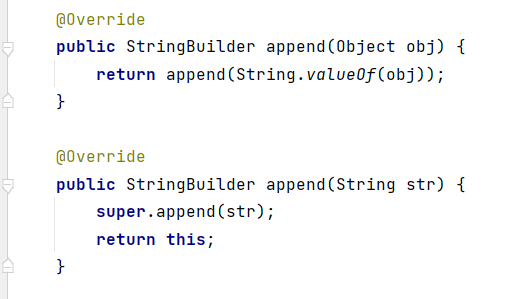 @Override
public StringBuilder append(Object obj) {
return append(String.valueOf(obj));
}
@Override
public StringBuilder append(String str) {
super.append(str);
return this;
}